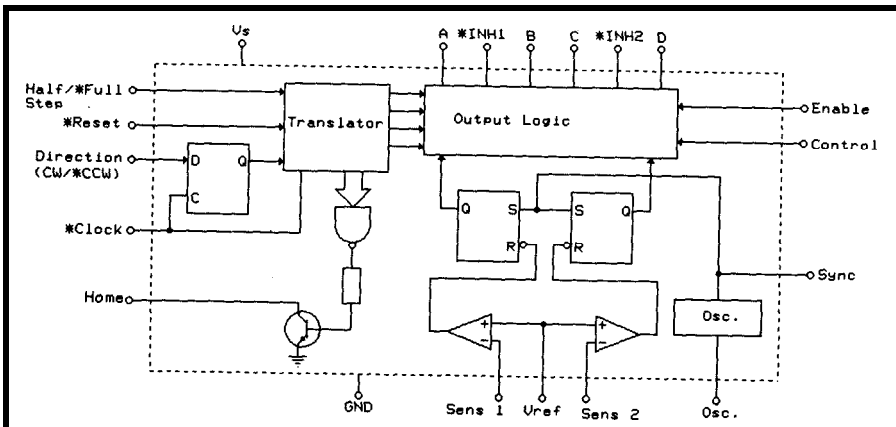 Vs
A *INH1 B C *INH2 D
Half/*Full
Step
*Reset
Direction
(CW/*CCW)
*Clock
Home
Translator
Output Logic
Enable
Control
D Q
C
Q S
R
S Q
R
Sync
Osc.
+
-
+
-
GND
Sens 1
Vref
Sens 2
Osc.